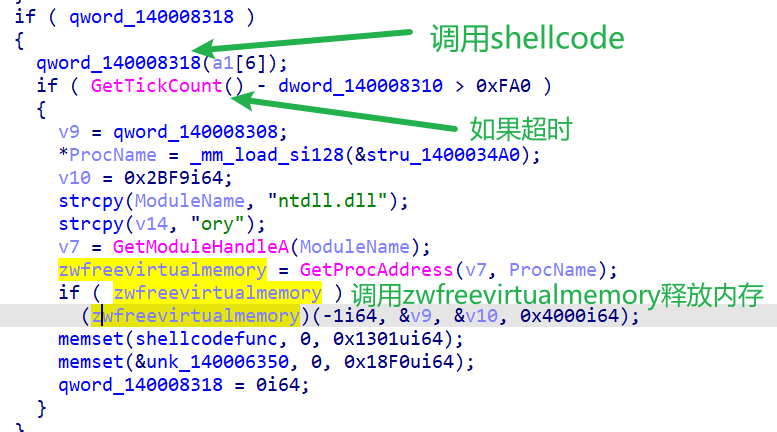 if ( qword_140008318 )
{
调用shellcode
qword_140008318(a1[6]);
if ( GetTickCount() - dword_140008310 > 0xFA0 )
{
如果超时
v9 = qword_140008308;
*ProcName = _mm_load_si128(&stru_1400034A0);
v10 = 0x2BF9i64;
strcpy(ModuleName, "ntdll.dll");
strcpy(v14, "ory");
v7 = GetModuleHandleA(ModuleName);
zwfreevirtualmemory = GetProcAddress(v7, ProcName);
if ( zwfreevirtualmemory ) 调用zwfreevirtualmemory释放内存
(zwfreevirtualmemory)(-1i64, &v9, &v10, 0x4000i64);
memset(shellcodefunc, 0, 0x1301ui64);
memset(&unk_140006350, 0, 0x18F0ui64);
qword_140008318 = 0i64;
}
}